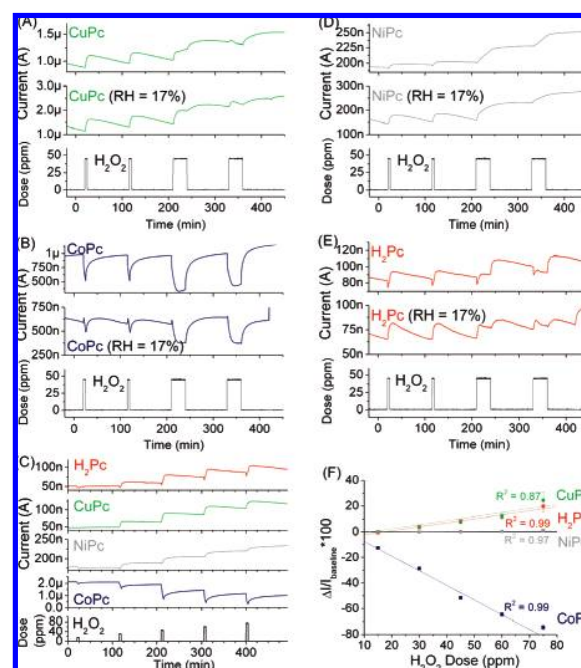 (A)
CuPc
1.5µ
1.0µ
CuPc (RH = 17%)
3.0µ
2.0µ
1.0µ
Current (A)
H2O2
50
25
0
Dose (ppm)
0 100 200 300 400
Time (min)
(D)
NiPc
250n
200n
NiPc (RH = 17%)
300n
200n
100n
Current (A)
H2O2
50
25
0
Dose (ppm)
0 100 200 300 400
Time (min)
(B)
CoPc
1µ
750n
500n
CoPc (RH = 17%)
750n
500n
250n
Current (A)
H2O2
50
25
0
Dose (ppm)
0 100 200 300 400
Time (min)
(E)
H2Pc
120n
100n
80n
H2Pc (RH = 17%)
100n
75n
50n
Current (A)
H2O2
50
25
0
Dose (ppm)
0 100 200 300 400
Time (min)
(C)
H2Pc
100n
50n
CuPc
100n
50n
NiPc
200n
CoPc
2.0µ
1.0µ
0.0
Current (A)
H2O2
80
40
0
Dose (ppm)
0 100 200 300 400
Time (min)
(F)
R2 = 0.87
CuP
H2P
R2 = 0.99
NiP
R2 = 0.97
R2 = 0.99
CoP
20
0
-20
-40
-60
-80
ΔI/Ibaseline*100
20 30 40 50 60 70 80
H2O2 Dose (ppm)